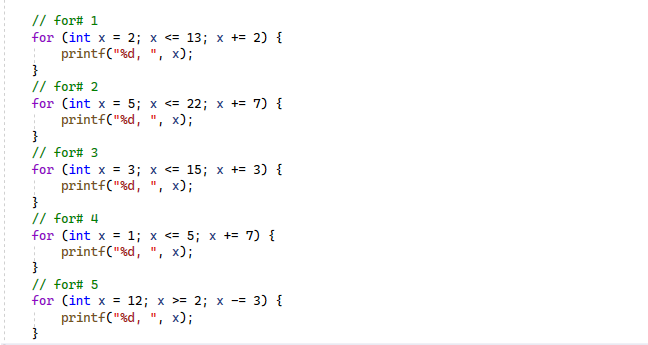 // for# 1
for (int x = 2; x <= 13; x += 2) {
    printf("%d, ", x);
}
// for# 2
for (int x = 5; x <= 22; x += 7) {
    printf("%d, ", x);
}
// for# 3
for (int x = 3; x <= 15; x += 3) {
    printf("%d, ", x);
}
// for# 4
for (int x = 1; x <= 5; x += 7) {
    printf("%d, ", x);
}
// for# 5
for (int x = 12; x >= 2; x -= 3) {
    printf("%d, ", x);
}